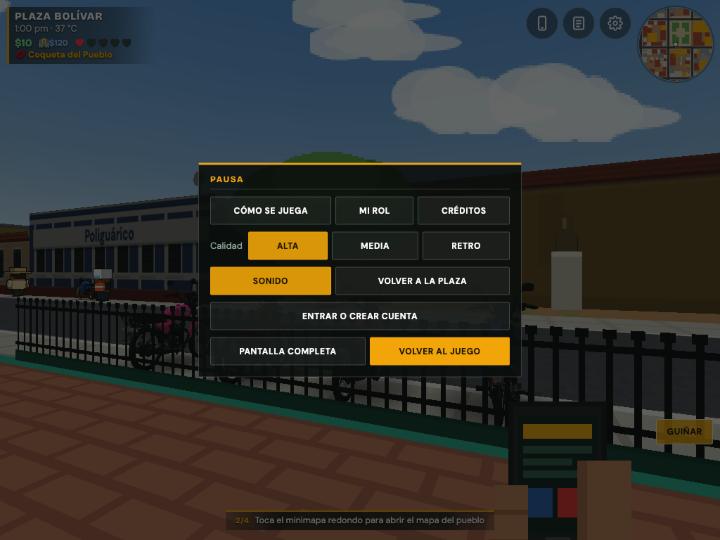 PLAZA BOLÍVAR
1:00 pm · 37 °C
$10 $120
Coqueta del Pueblo
PAUSA
CÓMO SE JUEGA MI ROL CRÉDITOS
Calidad ALTA MEDIA RETRO
SONIDO VOLVER A LA PLAZA
ENTRAR O CREAR CUENTA
PANTALLA COMPLETA VOLVER AL JUEGO
Poliguárico
GUIÑAR
2/4 Toca el minimapa redondo para abrir el mapa del pueblo